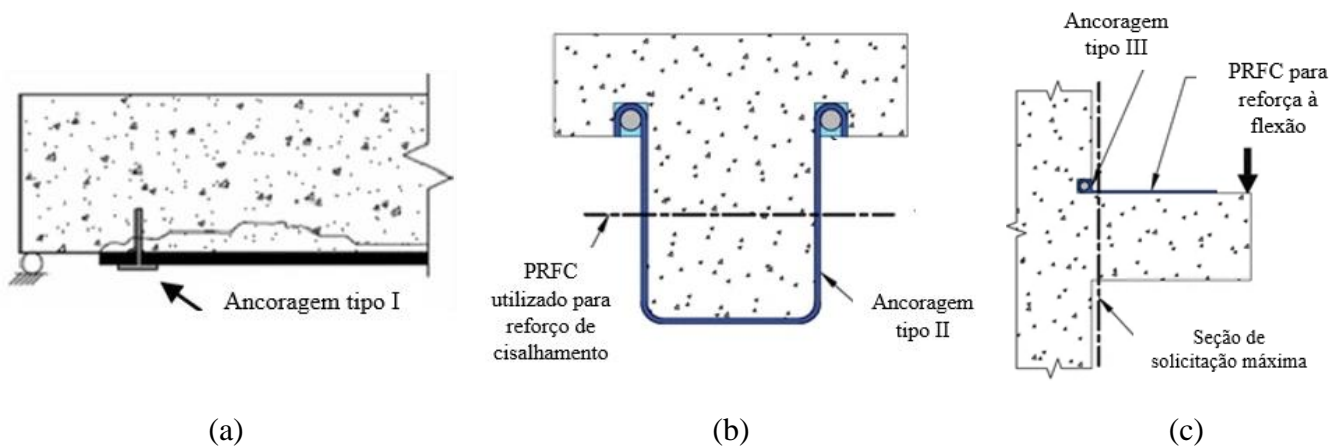 Ancoragem tipo I
(a)
PRFC
utilizado para
reforço de
cisalhamento
Ancoragem
tipo II
(b)
Ancoragem
tipo III
PRFC para
reforça à
flexão
Seção de
solicitação máxima
(c)